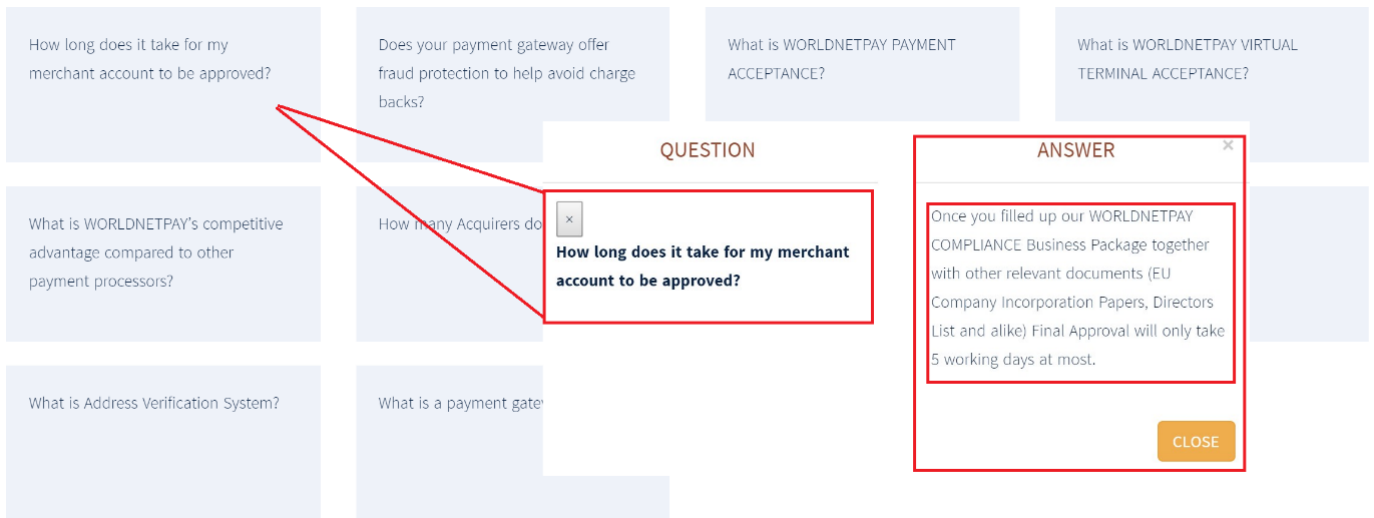 How long does it take for my
merchant account to be approved?
Does your payment gateway offer
fraud protection to help avoid charge
backs?
What is WORLDNETPAY PAYMENT
ACCEPTANCE?
What is WORLDNETPAY VIRTUAL
TERMINAL ACCEPTANCE?
QUESTION
×
How long does it take for my merchant
account to be approved?
ANSWER
×
Once you filled up our WORLDNETPAY
COMPLIANCE Business Package together
with other relevant documents (EU
Company Incorporation Papers, Directors
List and alike) Final Approval will only take
5 working days at most.
CLOSE
What is WORLDNETPAY's competitive
advantage compared to other
payment processors?
How many Acquirers do
What is Address Verification System?
What is a payment